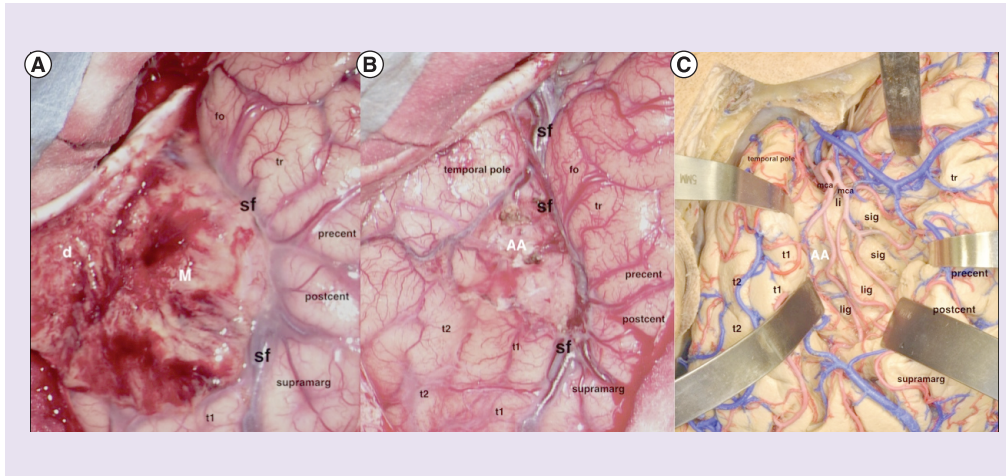 A
fo
tr
sf
precent
d
M
postcent
sf
supramarg
t1
B
sf
temporal pole
fo
sf
tr
AA
precent
postcent
t2
t1
sf
supramarg
t2
t1
C
temporal pole
tr
5MM
mca
mca
li
sig
t1
AA
sig
precent
t2
t1
lig
lig
postcent
t2
supramarg